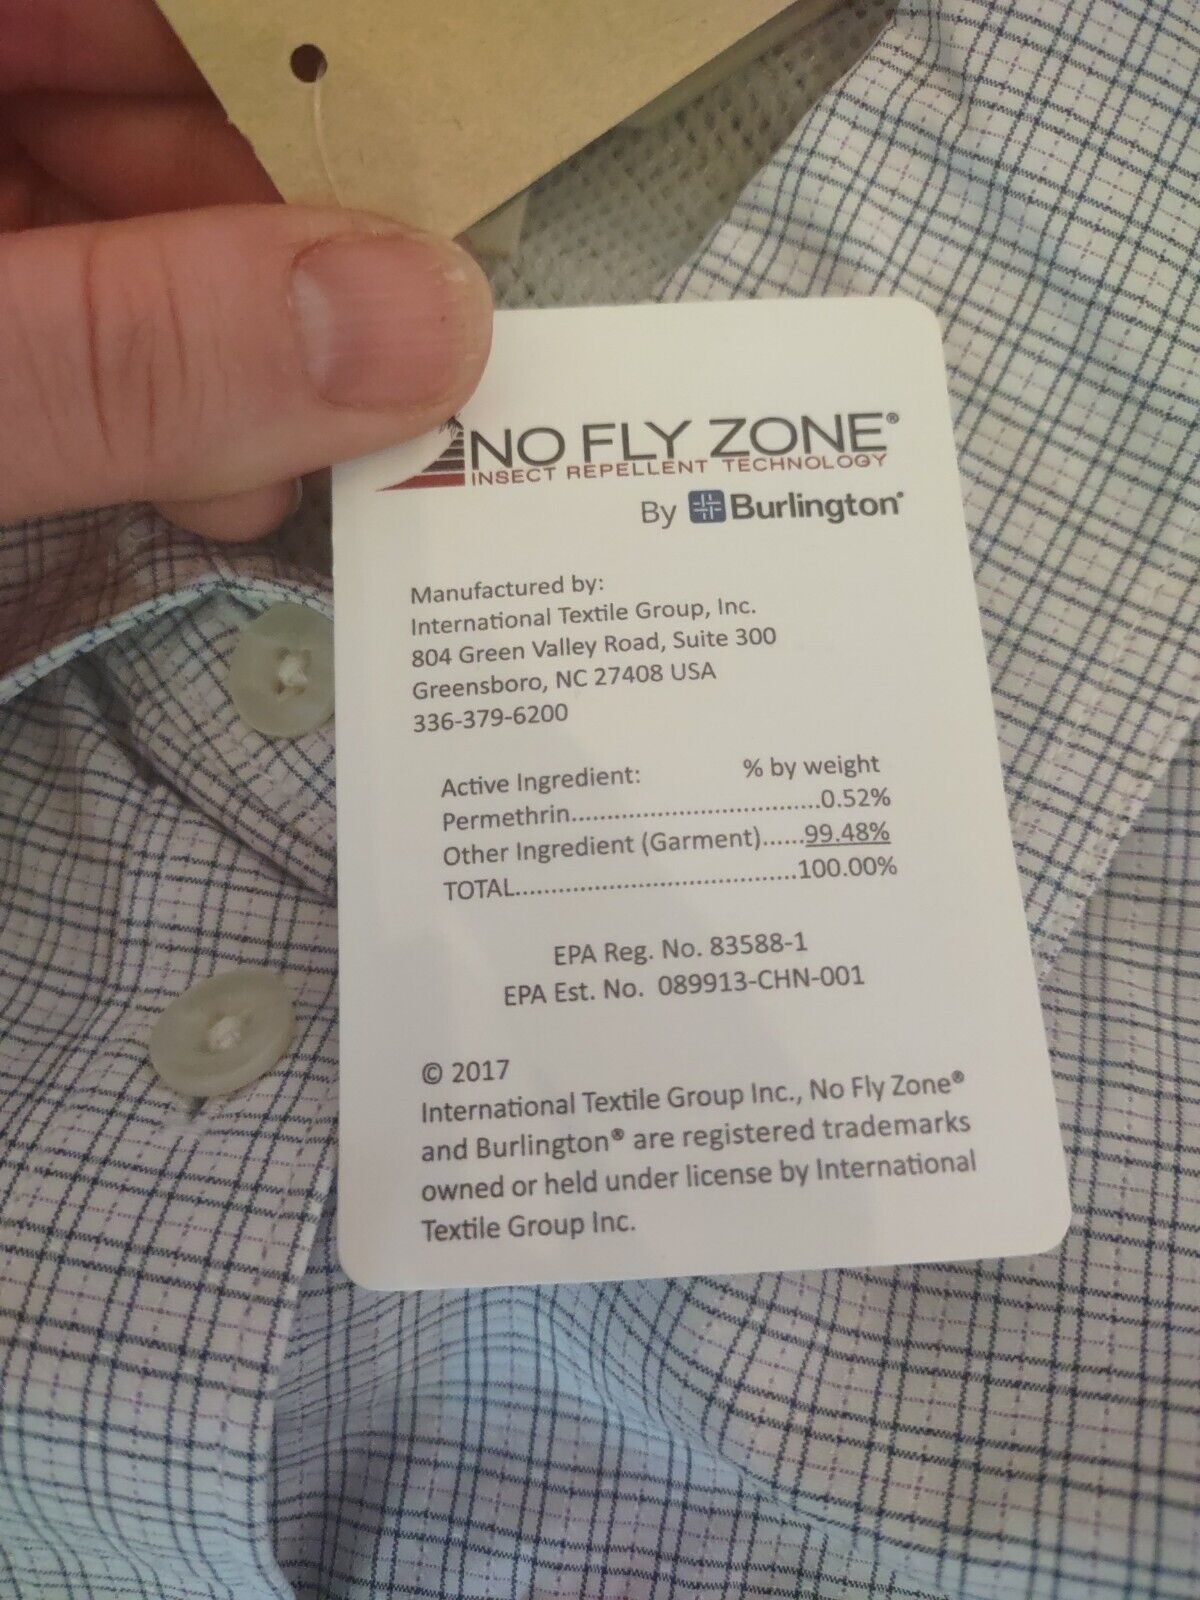 NO FLY ZONE®
INSECT REPELLENT TECHNOLOGY
By Burlington®
Manufactured by:
International Textile Group, Inc.
804 Green Valley Road, Suite 300
Greensboro, NC 27408 USA
336-379-6200
Active Ingredient: % by weight
Permethrin....................................0.52%
Other Ingredient (Garment)......99.48%
TOTAL.........................................100.00%
EPA Reg. No. 83588-1
EPA Est. No. 089913-CHN-001
© 2017
International Textile Group Inc., No Fly Zone®
and Burlington® are registered trademarks
owned or held under license by International
Textile Group Inc.